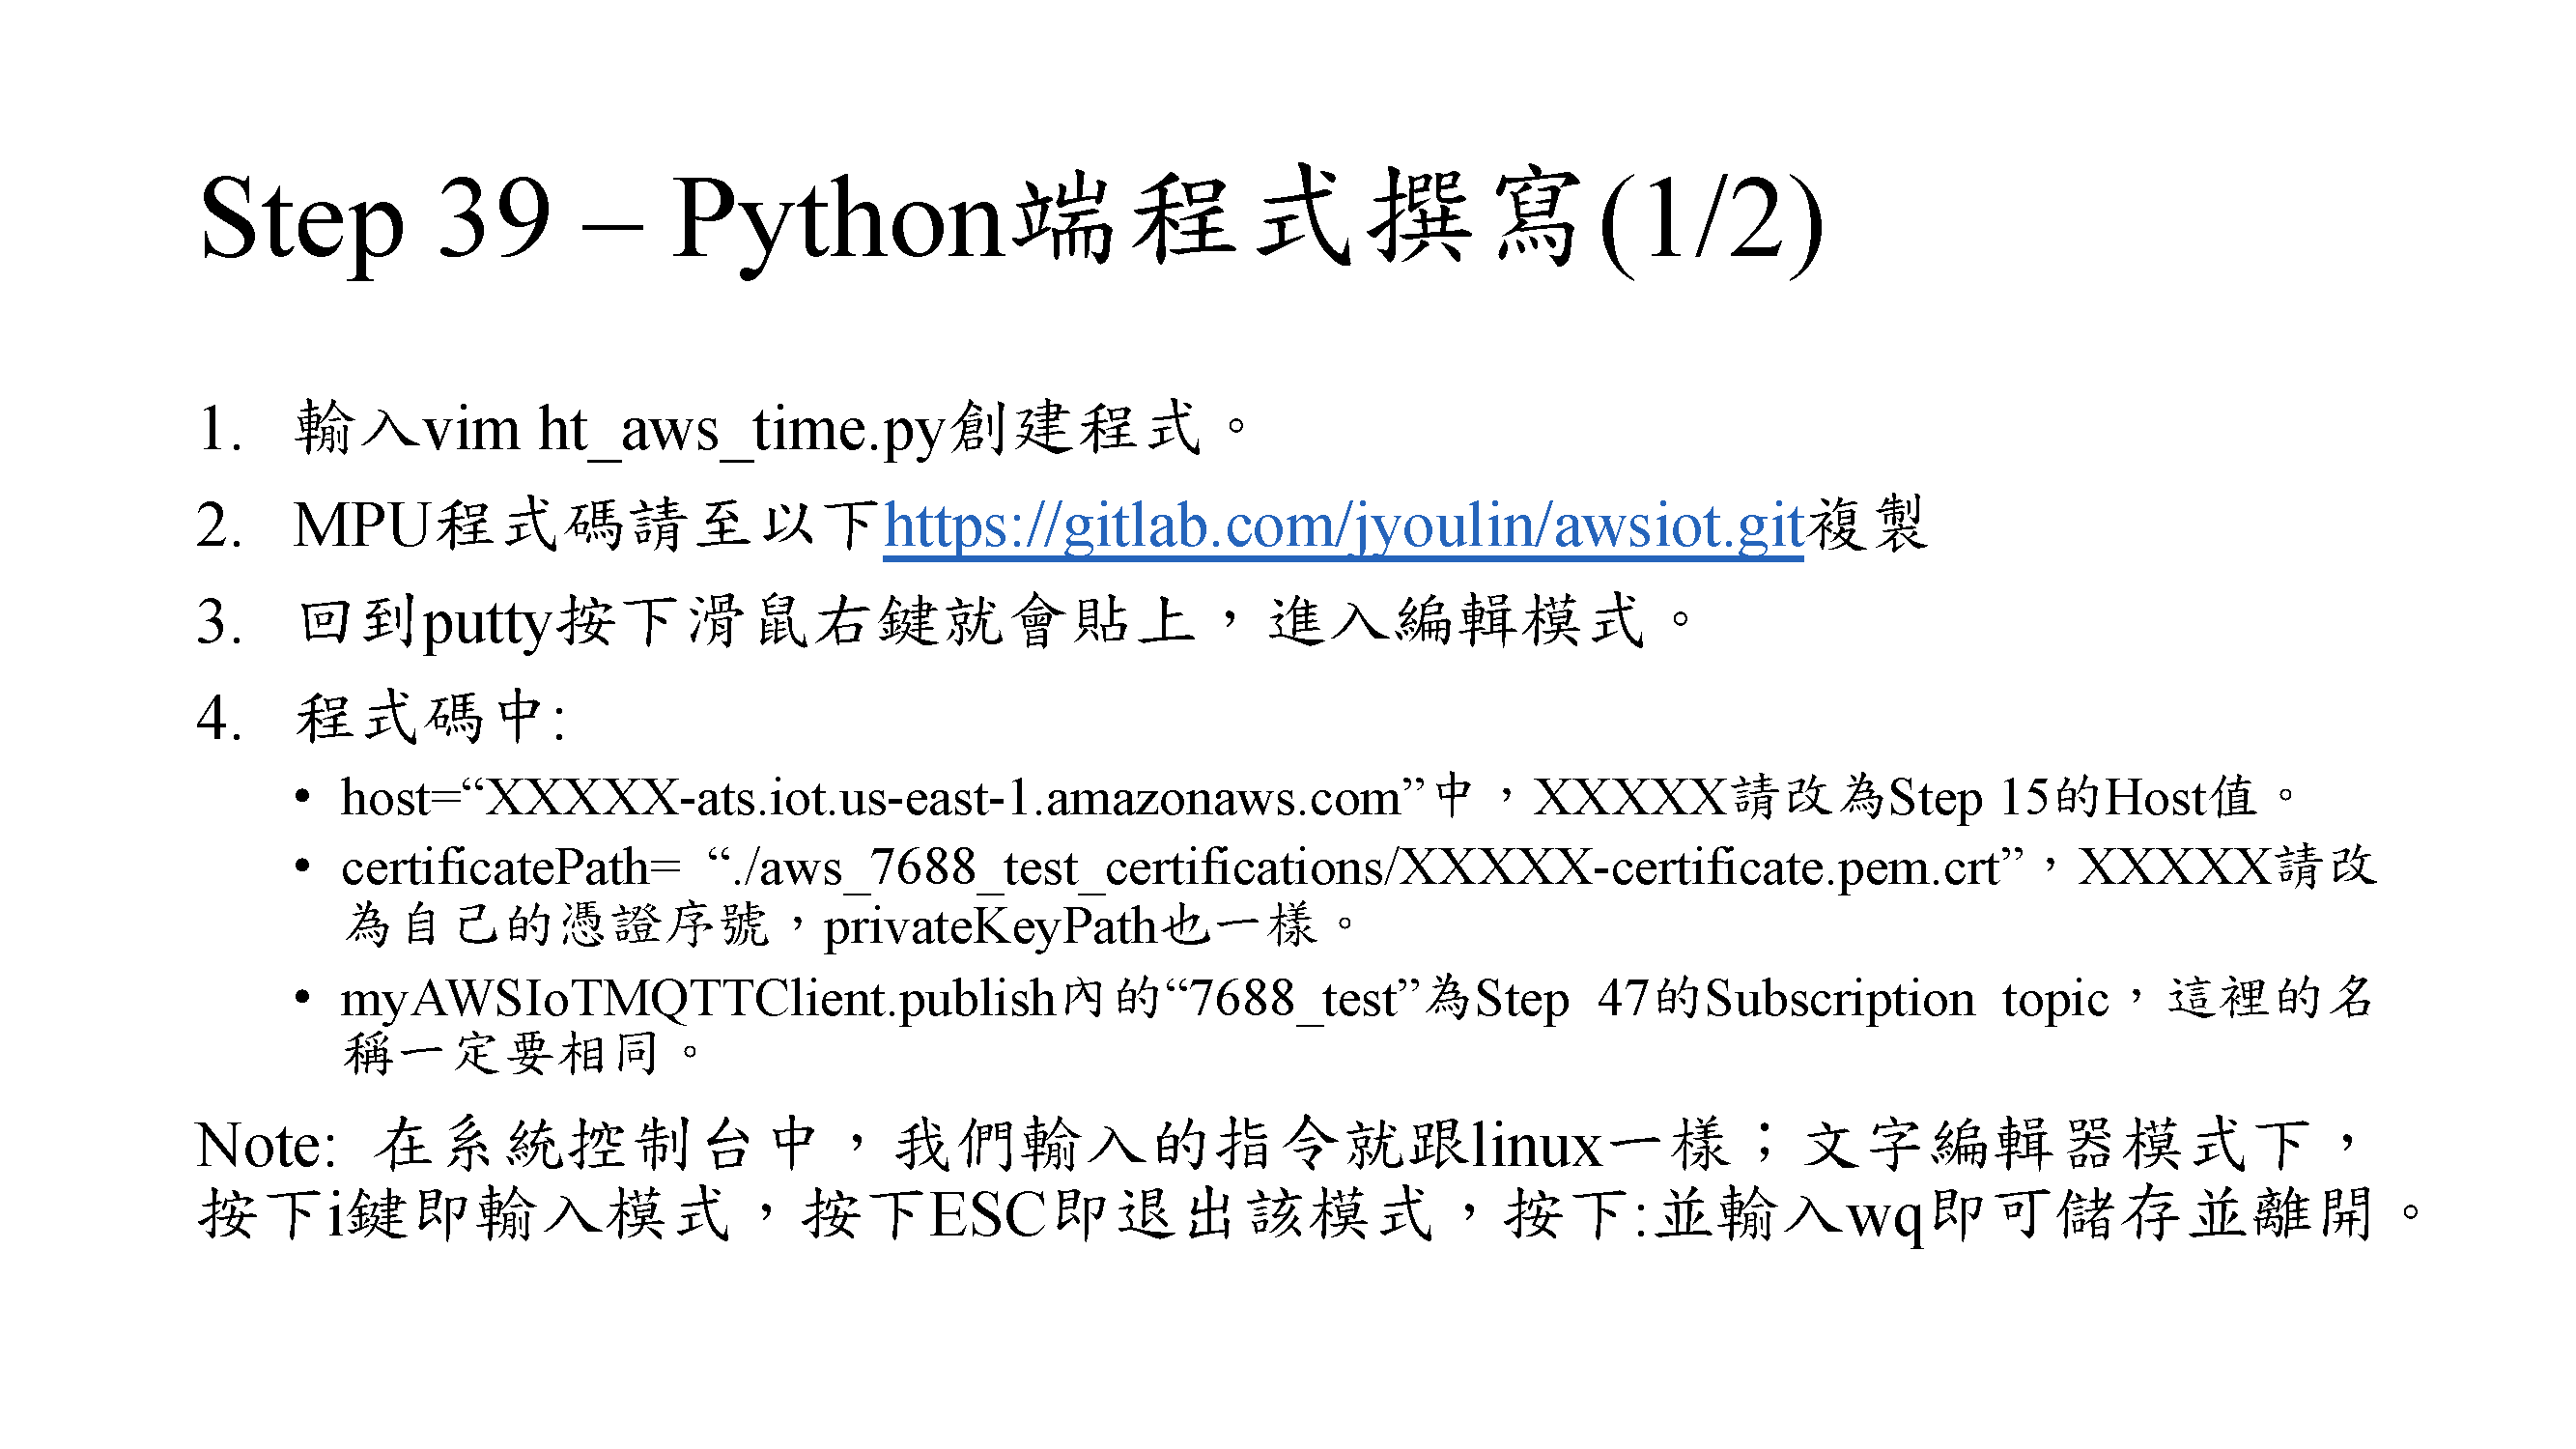 Step 39 – Python端程式撰寫(1/2)
1. 輸入vim ht_aws_time.py創建程式。
2. MPU程式碼請至以下https://gitlab.com/jyoulin/awsiot.git複製
3. 回到putty按下滑鼠右鍵就會貼上，進入編輯模式。
4. 程式碼中:
• host=“XXXXX-ats.iot.us-east-1.amazonaws.com”中，XXXXX請改為Step 15的Host值。
• certificatePath= “./aws_7688_test_certifications/XXXXX-certificate.pem.crt”，XXXXX請改
為自己的憑證序號，privateKeyPath也一樣。
• myAWSIoTMQTTClient.publish內的“7688_test”為Step 47的Subscription topic，這裡的名
稱一定要相同。
Note: 在系統控制台中，我們輸入的指令就跟linux一樣；文字編輯器模式下，
按下i鍵即輸入模式，按下ESC即退出該模式，按下:並輸入wq即可儲存並離開。